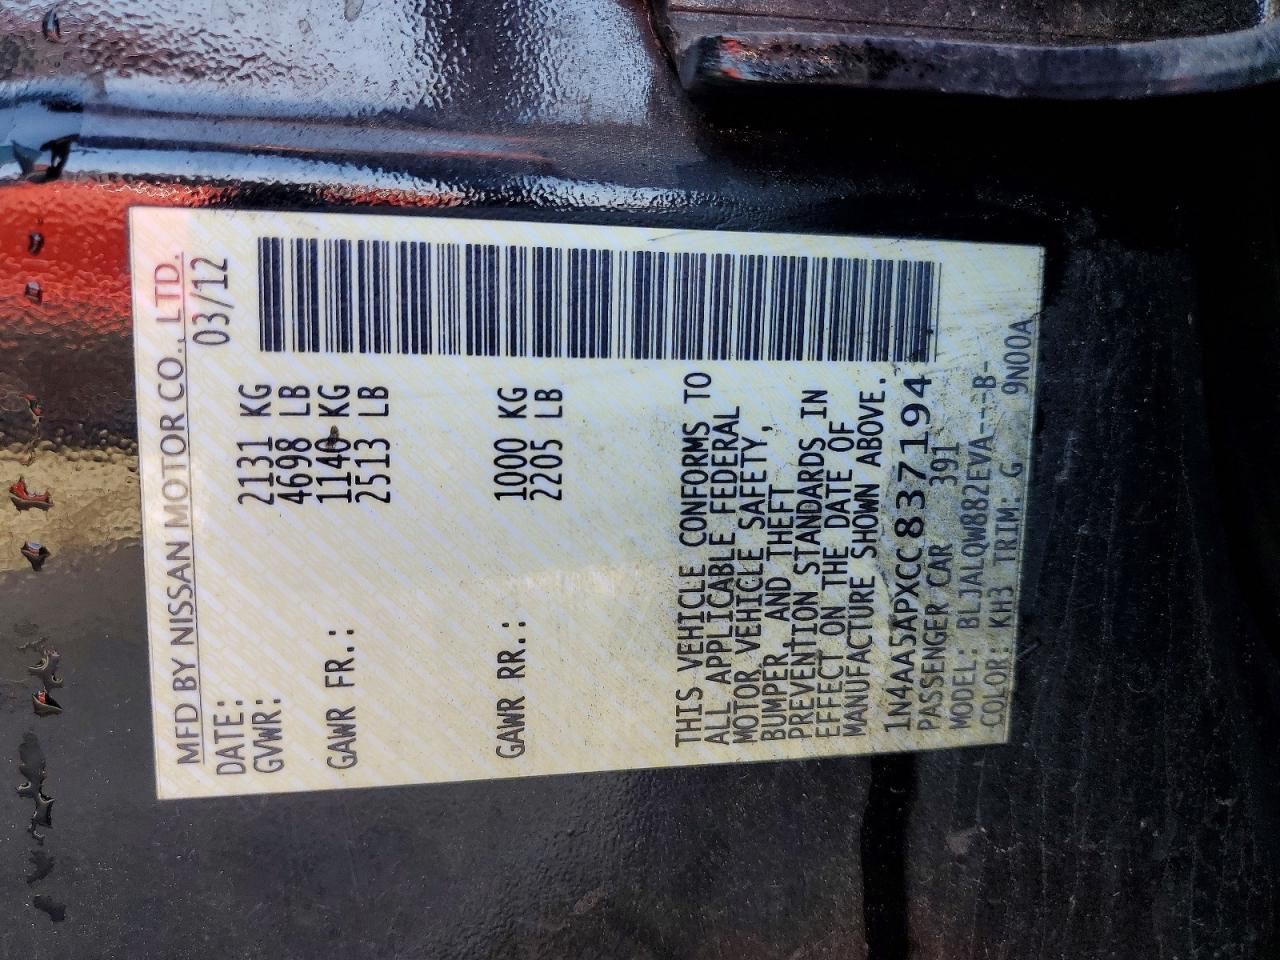 MFD BY NISSAN MOTOR CO., LTD.
DATE: 03/12
GVWR: 2131 KG
4698 LB
GAWR FR.: 1140 KG
2513 LB
GAWR RR.: 1000 KG
2205 LB
THIS VEHICLE CONFORMS TO
ALL APPLICABLE FEDERAL
MOTOR VEHICLE SAFETY,
BUMPER, AND THEFT
PREVENTION STANDARDS IN
EFFECT ON THE DATE OF
MANUFACTURE SHOWN ABOVE.
1N4AA5APXCC837194
PASSENGER CAR 391
MODEL: BLJALQW882EVA---B-
COLOR: KH3 TRIM: G 9N00A